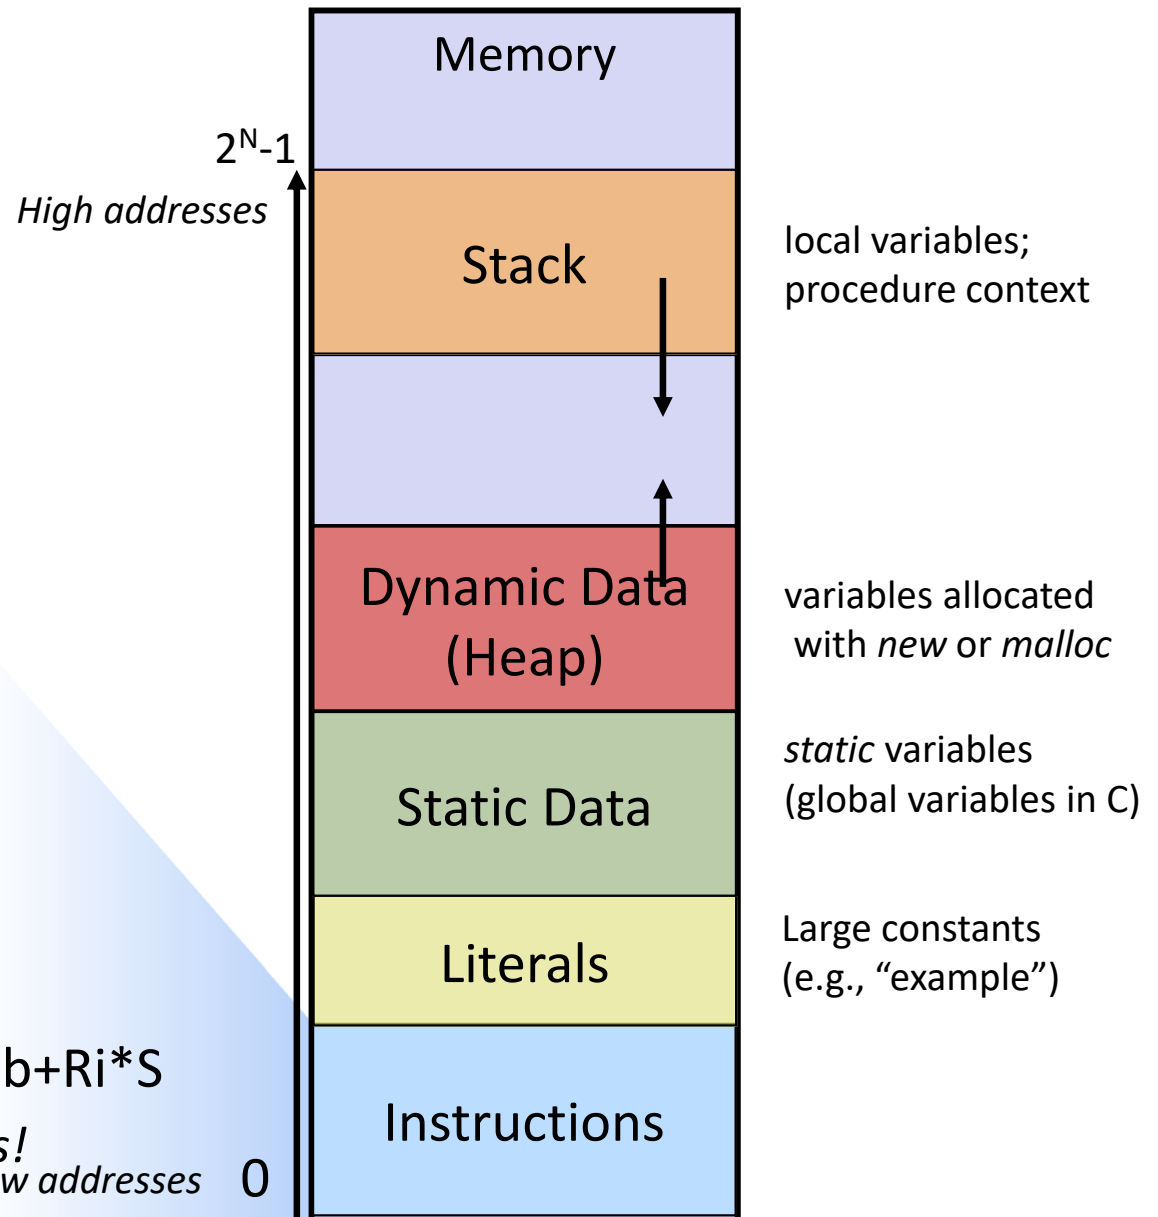 Memory
2ᴺ-1
High addresses
Stack
local variables;
procedure context
Dynamic Data
(Heap)
variables allocated
with new or malloc
static variables
(global variables in C)
Static Data
Large constants
(e.g., “example”)
Literals
b+Ri*S
Instructions
s!
w addresses
0